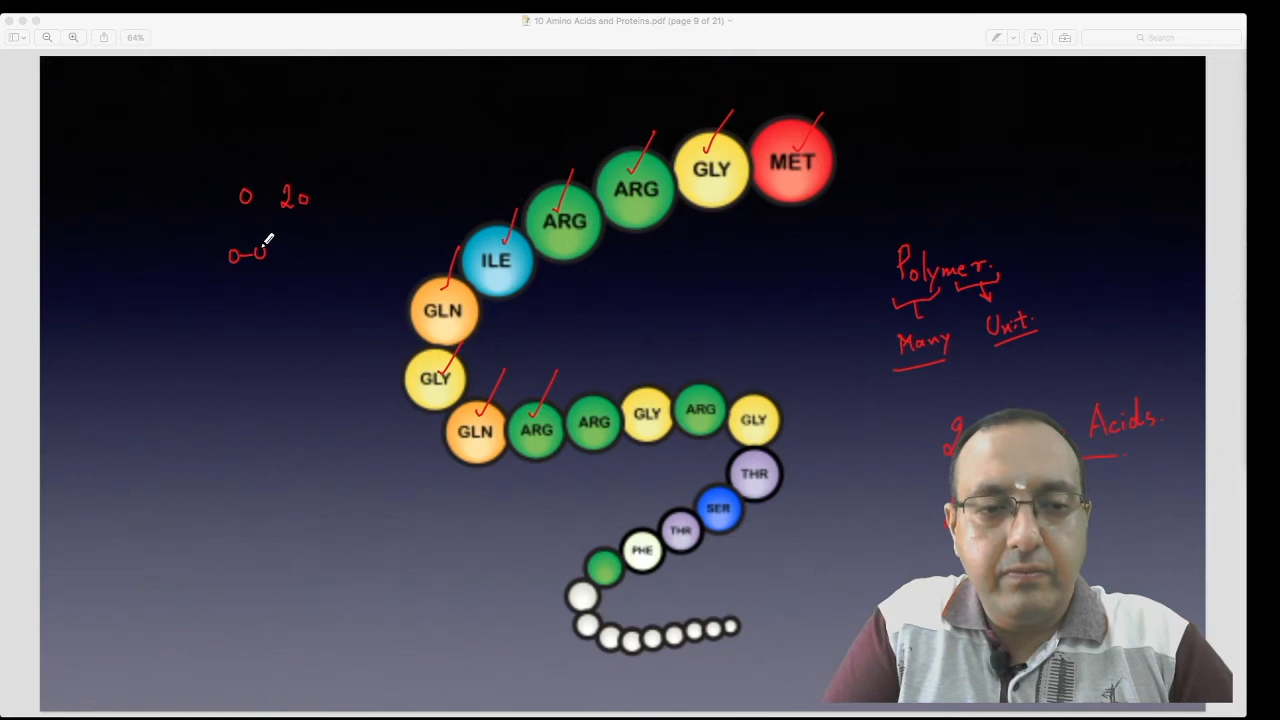 10 Amino Acids and Proteins.pdf (page 9 of 21)
64%
Search
MET
GLY
ARG
ARG
ILE
GLN
GLY
GLN
ARG
ARG
GLY
ARG
GLY
THR
SER
THR
PHE
0 20
0-0
Polymer.
Many Unit.
Acids.